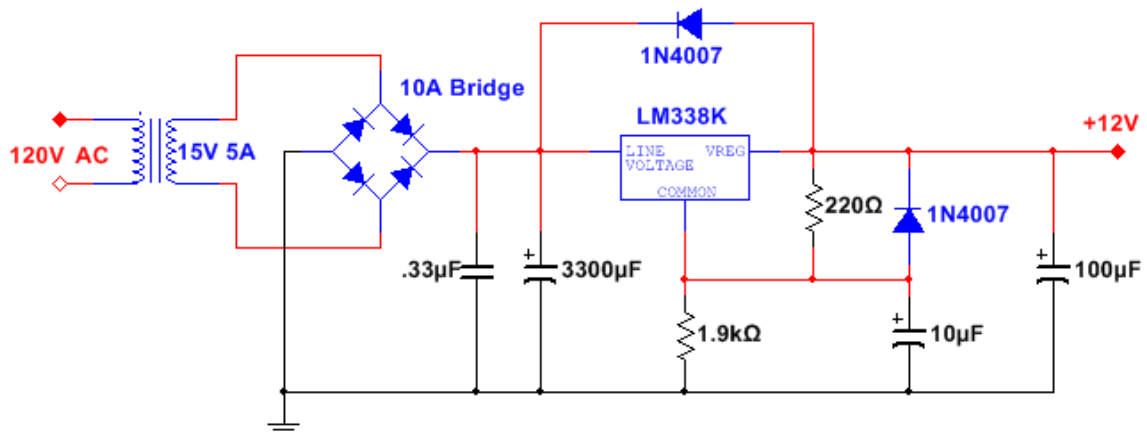 1N4007
10A Bridge
LM338K
+12V
120V AC
15V 5A
LINE VREG
VOLTAGE
COMMON
220Ω
1N4007
.33µF
+
3300µF
+
100µF
1.9kΩ
+
10µF